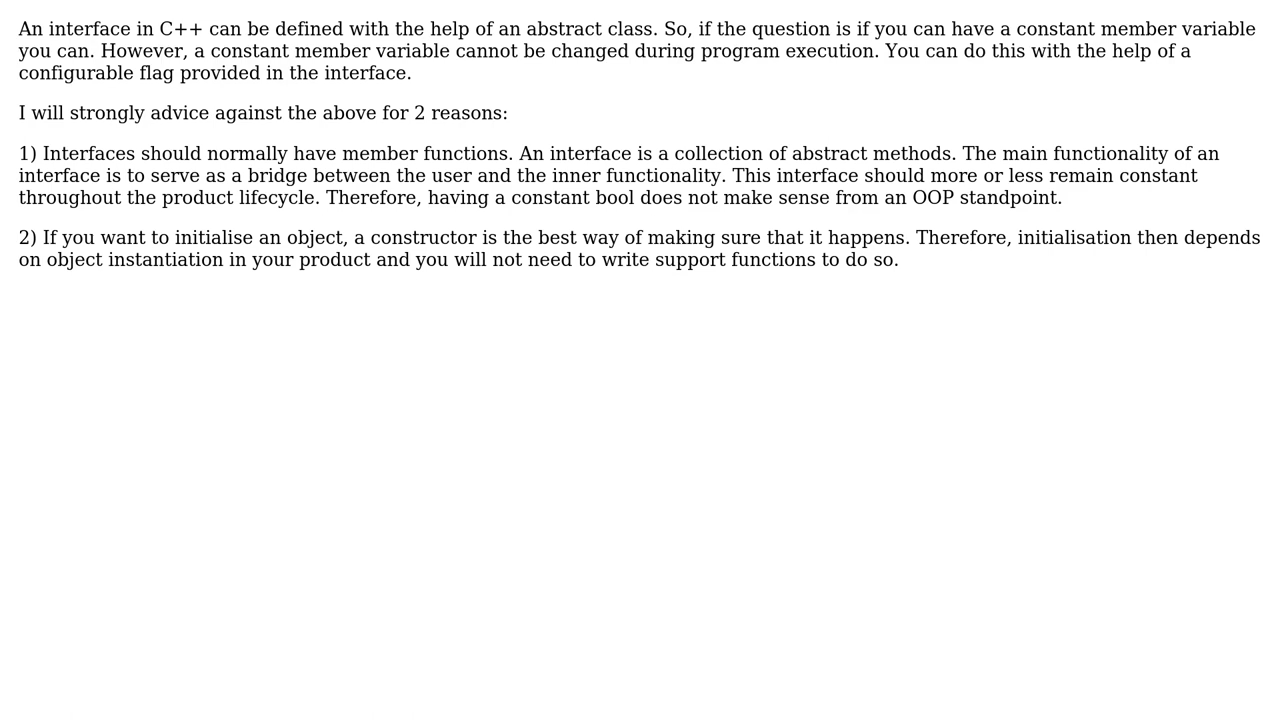 An interface in C++ can be defined with the help of an abstract class. So, if the question is if you can have a constant member variable
you can. However, a constant member variable cannot be changed during program execution. You can do this with the help of a
configurable flag provided in the interface.
I will strongly advice against the above for 2 reasons:
1) Interfaces should normally have member functions. An interface is a collection of abstract methods. The main functionality of an
interface is to serve as a bridge between the user and the inner functionality. This interface should more or less remain constant
throughout the product lifecycle. Therefore, having a constant bool does not make sense from an OOP standpoint.
2) If you want to initialise an object, a constructor is the best way of making sure that it happens. Therefore, initialisation then depends
on object instantiation in your product and you will not need to write support functions to do so.